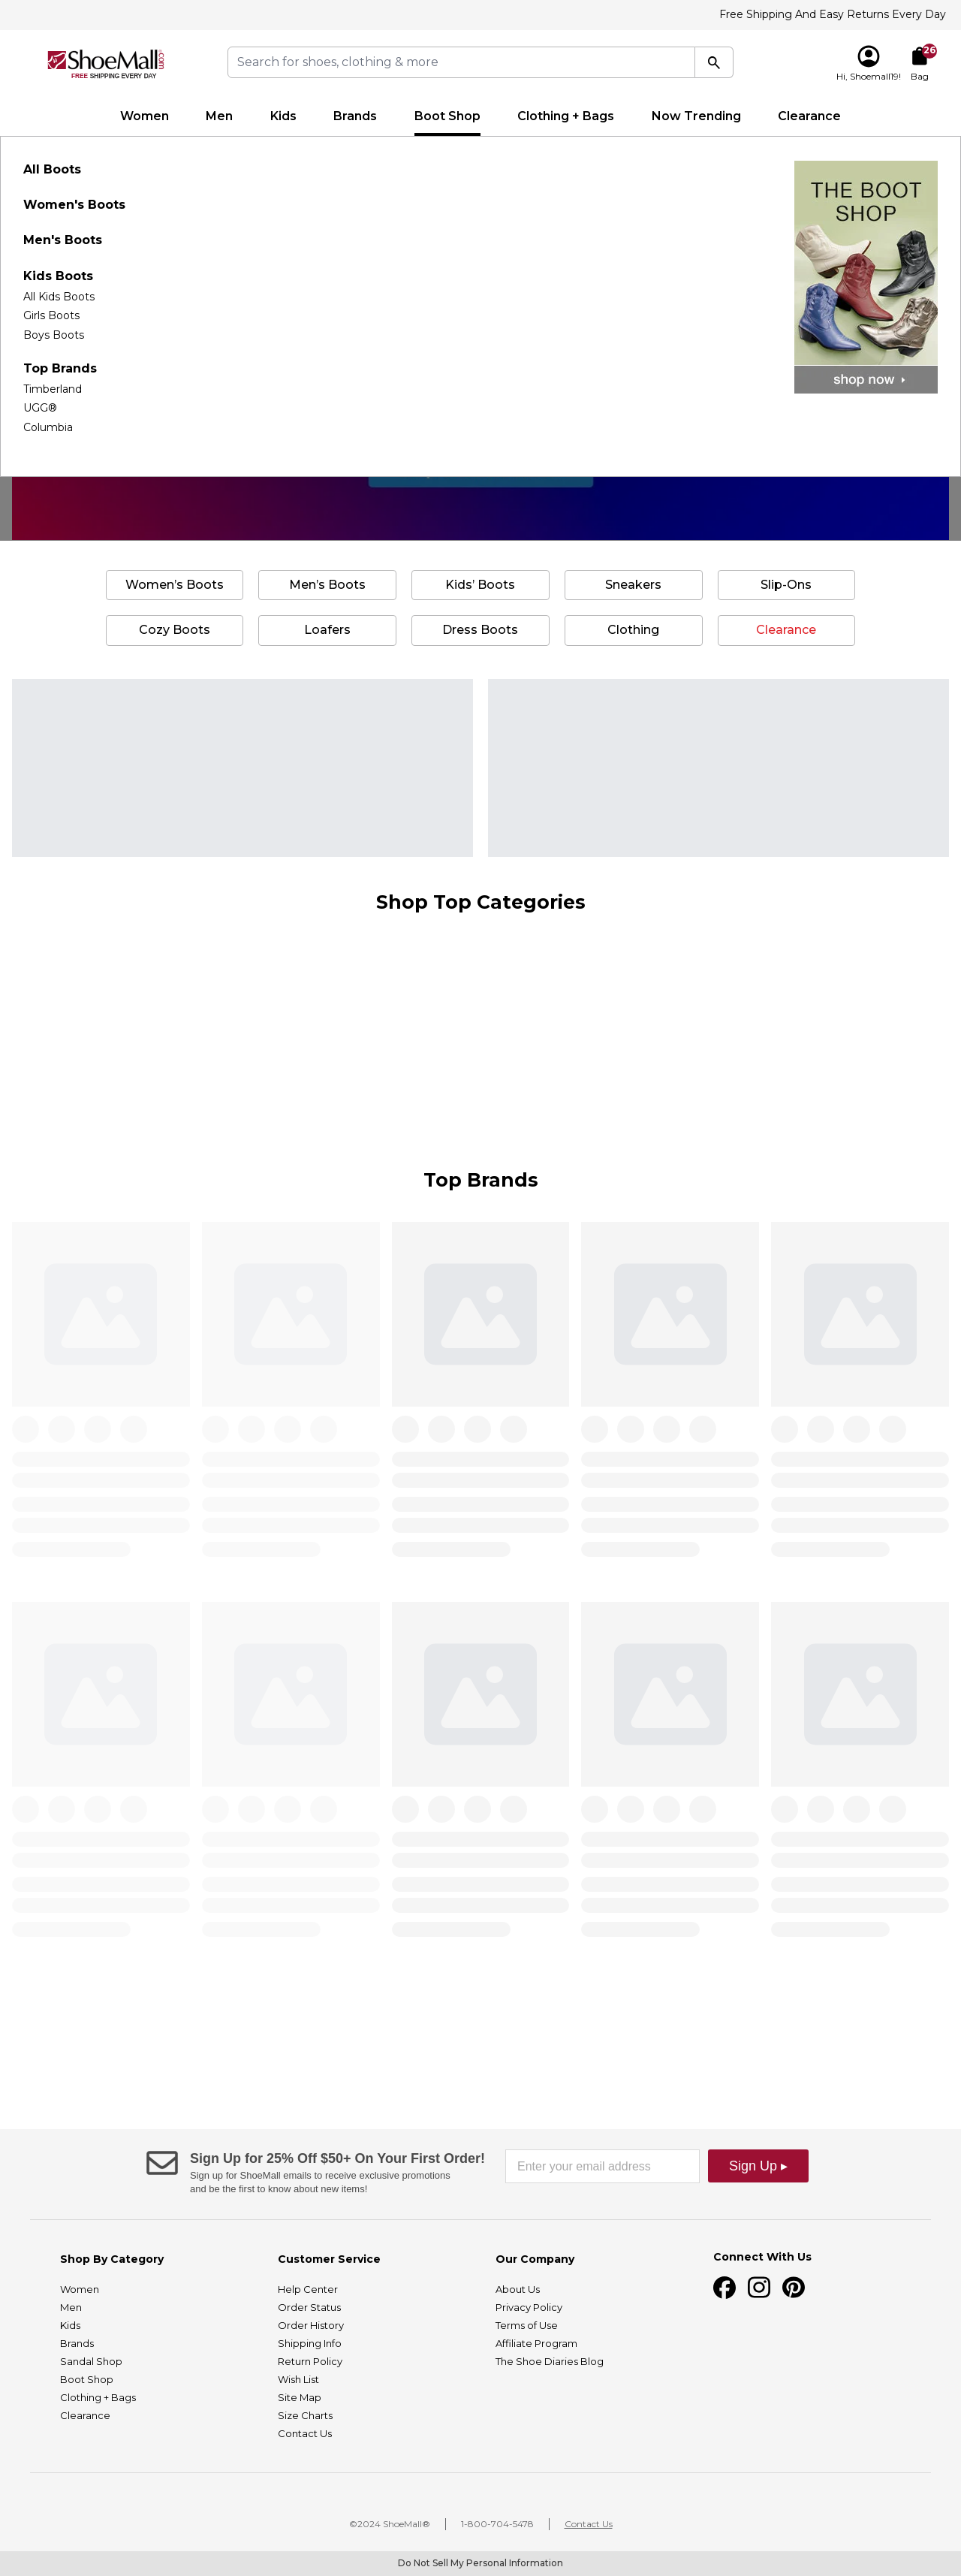 Free Shipping And Easy Returns Every Day
ShoeMall.com
FREE SHIPPING EVERY DAY
Search for shoes, clothing & more
Hi, Shoemall19!
26
Bag
Women Men Kids Brands Boot Shop Clothing + Bags Now Trending Clearance
All Boots
Women's Boots
Men's Boots
Kids Boots
All Kids Boots
Girls Boots
Boys Boots
Top Brands
Timberland
UGG®
Columbia
THE BOOT
SHOP
shop now
Women’s Boots Men’s Boots Kids’ Boots Sneakers Slip-Ons
Cozy Boots Loafers Dress Boots Clothing Clearance
Shop Top Categories
Top Brands
Sign Up for 25% Off $50+ On Your First Order!
Sign up for ShoeMall emails to receive exclusive promotions
and be the first to know about new items!
Enter your email address
Sign Up ▸
Shop By Category
Women
Men
Kids
Brands
Sandal Shop
Boot Shop
Clothing + Bags
Clearance
Customer Service
Help Center
Order Status
Order History
Shipping Info
Return Policy
Wish List
Site Map
Size Charts
Contact Us
Our Company
About Us
Privacy Policy
Terms of Use
Affiliate Program
The Shoe Diaries Blog
Connect With Us
©2024 ShoeMall® 1-800-704-5478 Contact Us
Do Not Sell My Personal Information